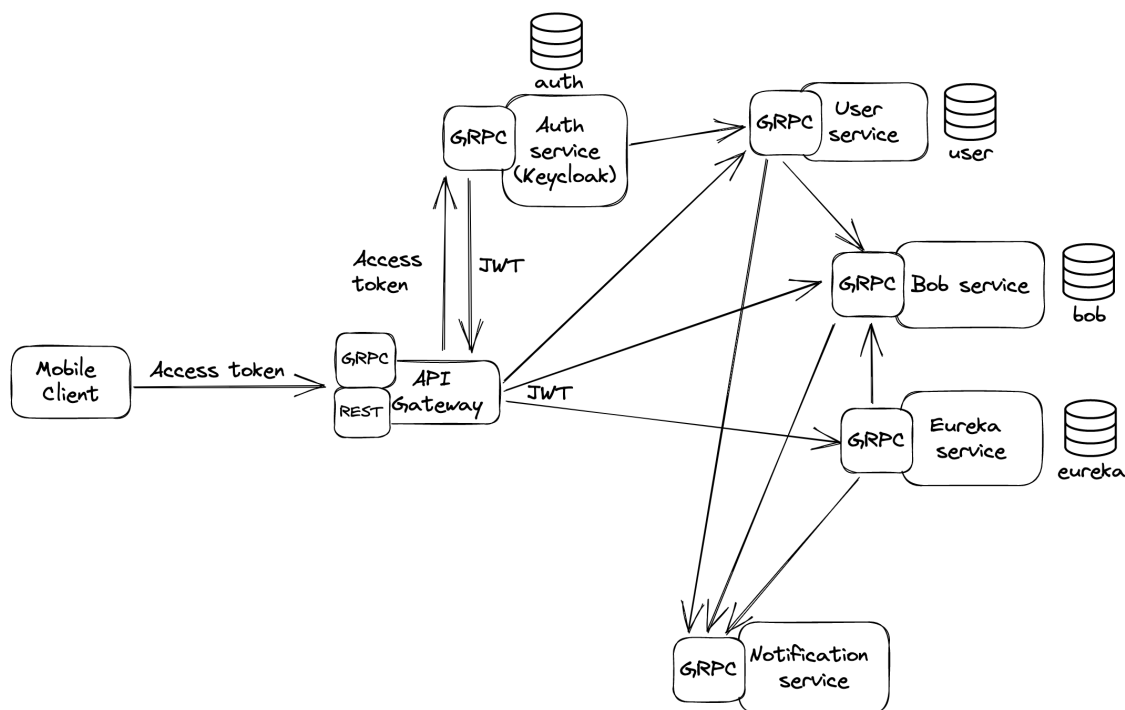 auth
GRPC
Auth
service
(Keycloak)
GRPC
User
service
user
Access
token
JWT
GRPC
Bob service
bob
Mobile
Client
Access token
GRPC
REST
API
Gateway
JWT
GRPC
Eureka
service
eureka
GRPC
Notification
service